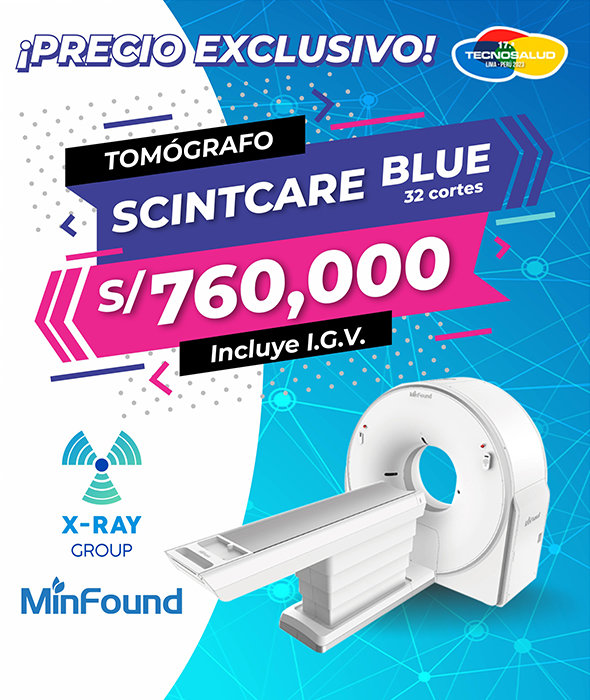 ¡PRECIO EXCLUSIVO!
17.
TECNOSALUD
LIMA - PERÚ 2023
TOMÓGRAFO
SCINTCARE BLUE
32 cortes
S/760,000
Incluye I.G.V.
MinFound
MinFound
X-RAY
GROUP
MinFound